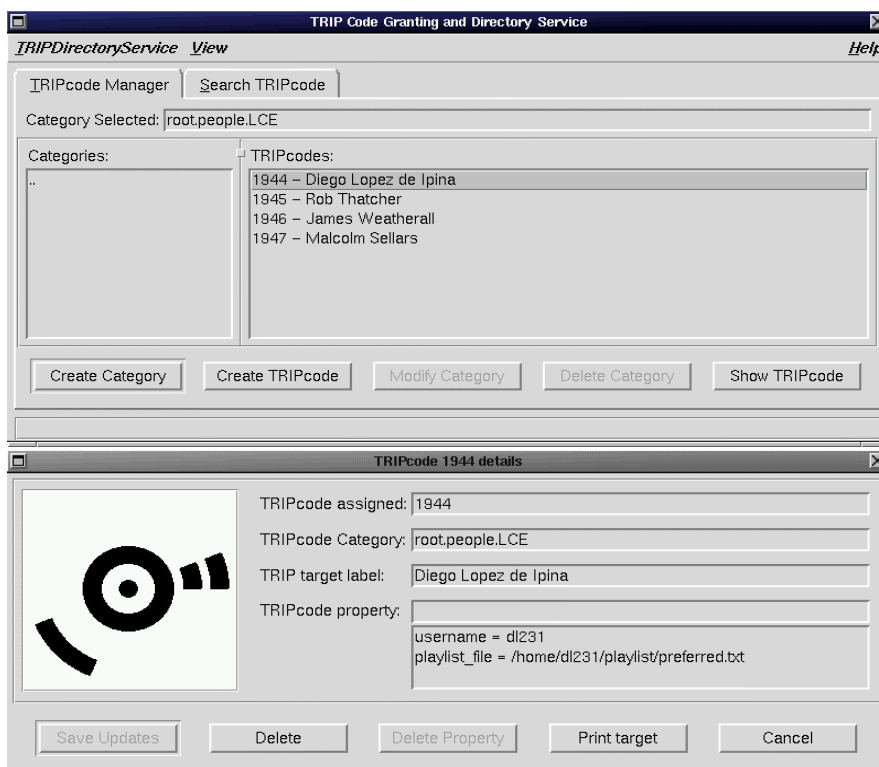 TRIP Code Granting and Directory Service
TRIPDirectoryService View Help
TRIPcode Manager Search TRIPcode
Category Selected: root.people.LCE
Categories: TRIPcodes:
..
1944 – Diego Lopez de Ipina
1945 – Rob Thatcher
1946 – James Weatherall
1947 – Malcolm Sellars
Create Category Create TRIPcode Modify Category Delete Category Show TRIPcode
TRIPcode 1944 details
TRIPcode assigned: 1944
TRIPcode Category: root.people.LCE
TRIP target label: Diego Lopez de Ipina
TRIPcode property:
username = dl231
playlist_file = /home/dl231/playlist/preferred.txt
Save Updates Delete Delete Property Print target Cancel